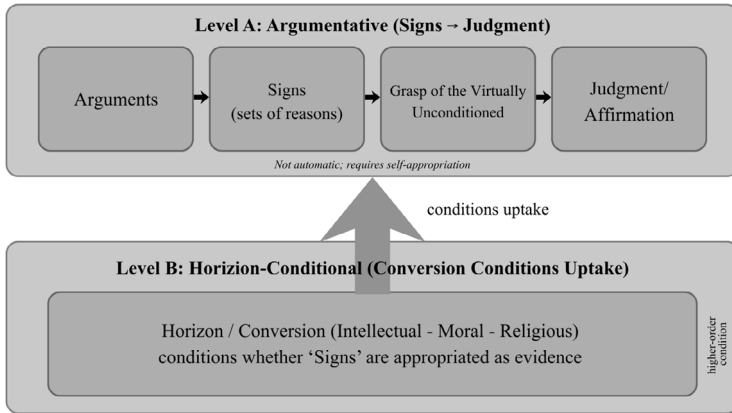 Level A: Argumentative (Signs → Judgment)
Arguments
Signs
(sets of reasons)
Grasp of the Virtually
Unconditioned
Judgment/
Affirmation
Not automatic; requires self-appropriation
conditions uptake
Level B: Horizion-Conditional (Conversion Conditions Uptake)
Horizon / Conversion (Intellectual - Moral - Religious)
conditions whether ‘Signs’ are appropriated as evidence
higher-order
condition